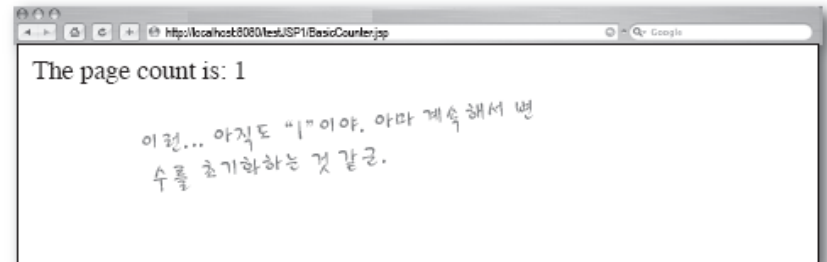 http://localhost:8080/testJSP1/BasicCounter.jsp
Google
The page count is: 1
이런... 아직도 “1”이야. 아마 계속해서 변
수를 초기화하는 것 같군.